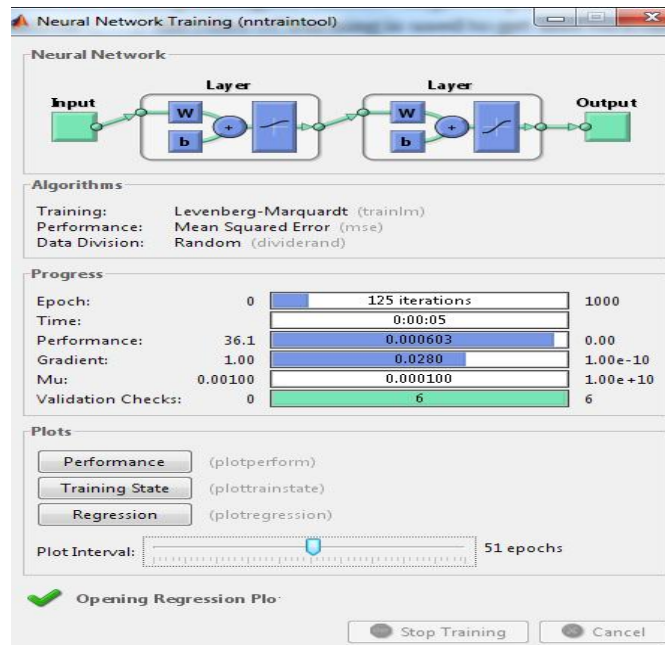 Neural Network Training (nntraintool)
Neural Network
Layer Layer
Input Output
W W
+ +
b b
Algorithms
Training: Levenberg-Marquardt (trainlm)
Performance: Mean Squared Error (mse)
Data Division: Random (dividerand)
Progress
Epoch: 0 125 iterations 1000
Time: 0:00:05
Performance: 36.1 0.000603 0.00
Gradient: 1.00 0.0280 1.00e-10
Mu: 0.00100 0.000100 1.00e+10
Validation Checks: 0 6 6
Plots
Performance (plotperform)
Training State (plottrainstate)
Regression (plotregression)
Plot Interval: 51 epochs
Opening Regression Plo
Stop Training Cancel